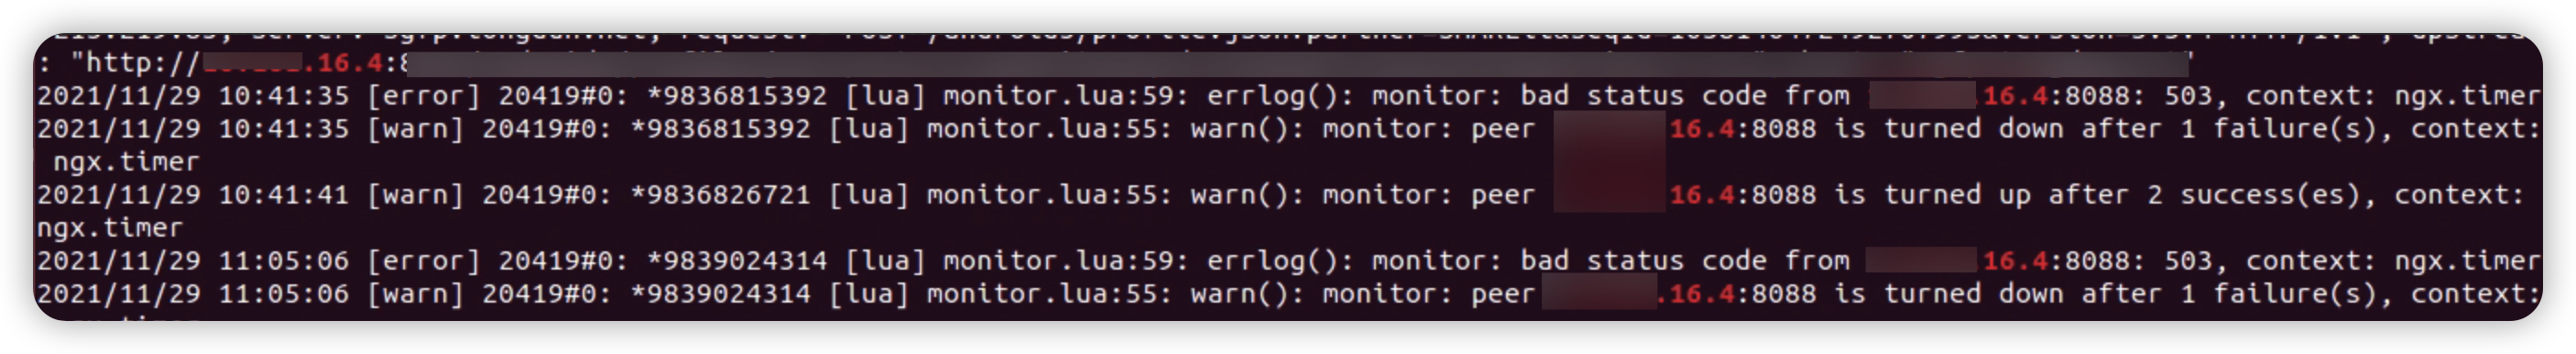 : "http://.16.4:8
2021/11/29 10:41:35 [error] 20419#0: *9836815392 [lua] monitor.lua:59: errlog(): monitor: bad status code from .16.4:8088: 503, context: ngx.timer
2021/11/29 10:41:35 [warn] 20419#0: *9836815392 [lua] monitor.lua:55: warn(): monitor: peer 16.4:8088 is turned down after 1 failure(s), context:
ngx.timer
2021/11/29 10:41:41 [warn] 20419#0: *9836826721 [lua] monitor.lua:55: warn(): monitor: peer 16.4:8088 is turned up after 2 success(es), context:
ngx.timer
2021/11/29 11:05:06 [error] 20419#0: *9839024314 [lua] monitor.lua:59: errlog(): monitor: bad status code from 16.4:8088: 503, context: ngx.timer
2021/11/29 11:05:06 [warn] 20419#0: *9839024314 [lua] monitor.lua:55: warn(): monitor: peer .16.4:8088 is turned down after 1 failure(s), context: